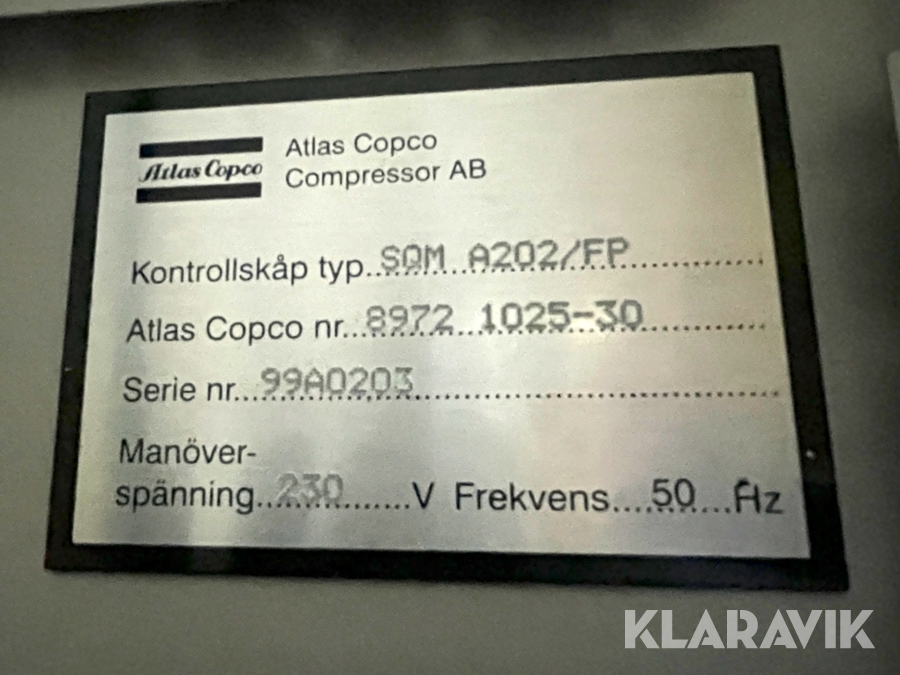 Atlas Copco
Atlas Copco
Compressor AB
Kontrollskåp typ..SQM A202/FP
Atlas Copco nr...8972 1025-30
Serie nr...99A0203
Manöver-
spänning..230.......V Frekvens....50...Hz
KLARAVIK